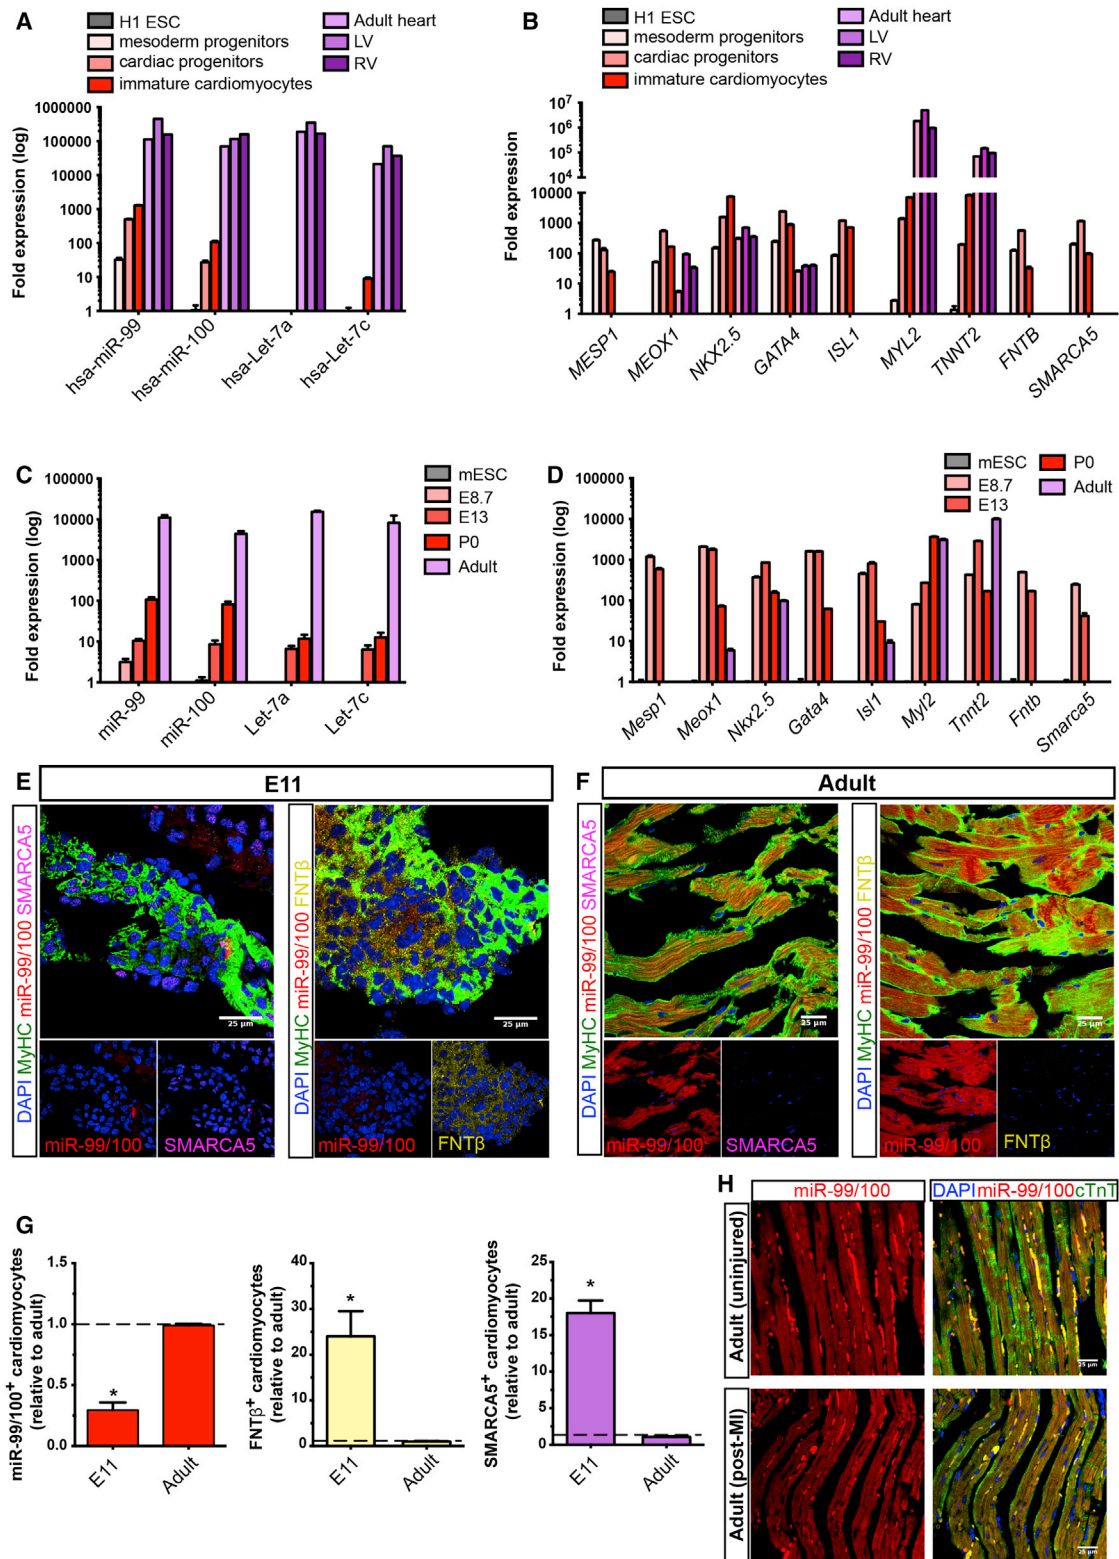 A
H1 ESC
mesoderm progenitors
cardiac progenitors
immature cardiomyocytes
Adult heart
LV
RV
Fold expression (log)
1000000
100000
10000
1000
100
10
1
hsa-miR-99
hsa-miR-100
hsa-Let-7a
hsa-Let-7c
B
H1 ESC
mesoderm progenitors
cardiac progenitors
immature cardiomyocytes
Adult heart
LV
RV
Fold expression
10^7
10^6
10^5
10^4
10000
1000
100
10
1
MESP1
MEOX1
NKX2.5
GATA4
ISL1
MYL2
TNNT2
FNTB
SMARCA5
C
mESC
E8.7
E13
P0
Adult
Fold expression (log)
100000
10000
1000
100
10
1
miR-99
miR-100
Let-7a
Let-7c
D
mESC
E8.7
E13
P0
Adult
Fold expression (log)
100000
10000
1000
100
10
1
Mesp1
Meox1
Nkx2.5
Gata4
Isl1
Myl2
Tnnt2
Fntb
Smarca5
E
E11
DAPI MyHC miR-99/100 SMARCA5
25 µm
miR-99/100
SMARCA5
DAPI MyHC miR-99/100 FNTβ
25 µm
miR-99/100
FNTβ
F
Adult
DAPI MyHC miR-99/100 SMARCA5
25 µm
miR-99/100
SMARCA5
DAPI MyHC miR-99/100 FNTβ
25 µm
miR-99/100
FNTβ
G
miR-99/100+ cardiomyocytes
(relative to adult)
1.5
1.0
0.5
0.0
*
E11
Adult
FNTβ+ cardiomyocytes
(relative to adult)
40
30
20
10
0
*
E11
Adult
SMARCA5+ cardiomyocytes
(relative to adult)
25
20
15
10
5
0
*
E11
Adult
H
miR-99/100
DAPImiR-99/100cTnT
Adult (uninjured)
25 µm
Adult (post-MI)
25 µm